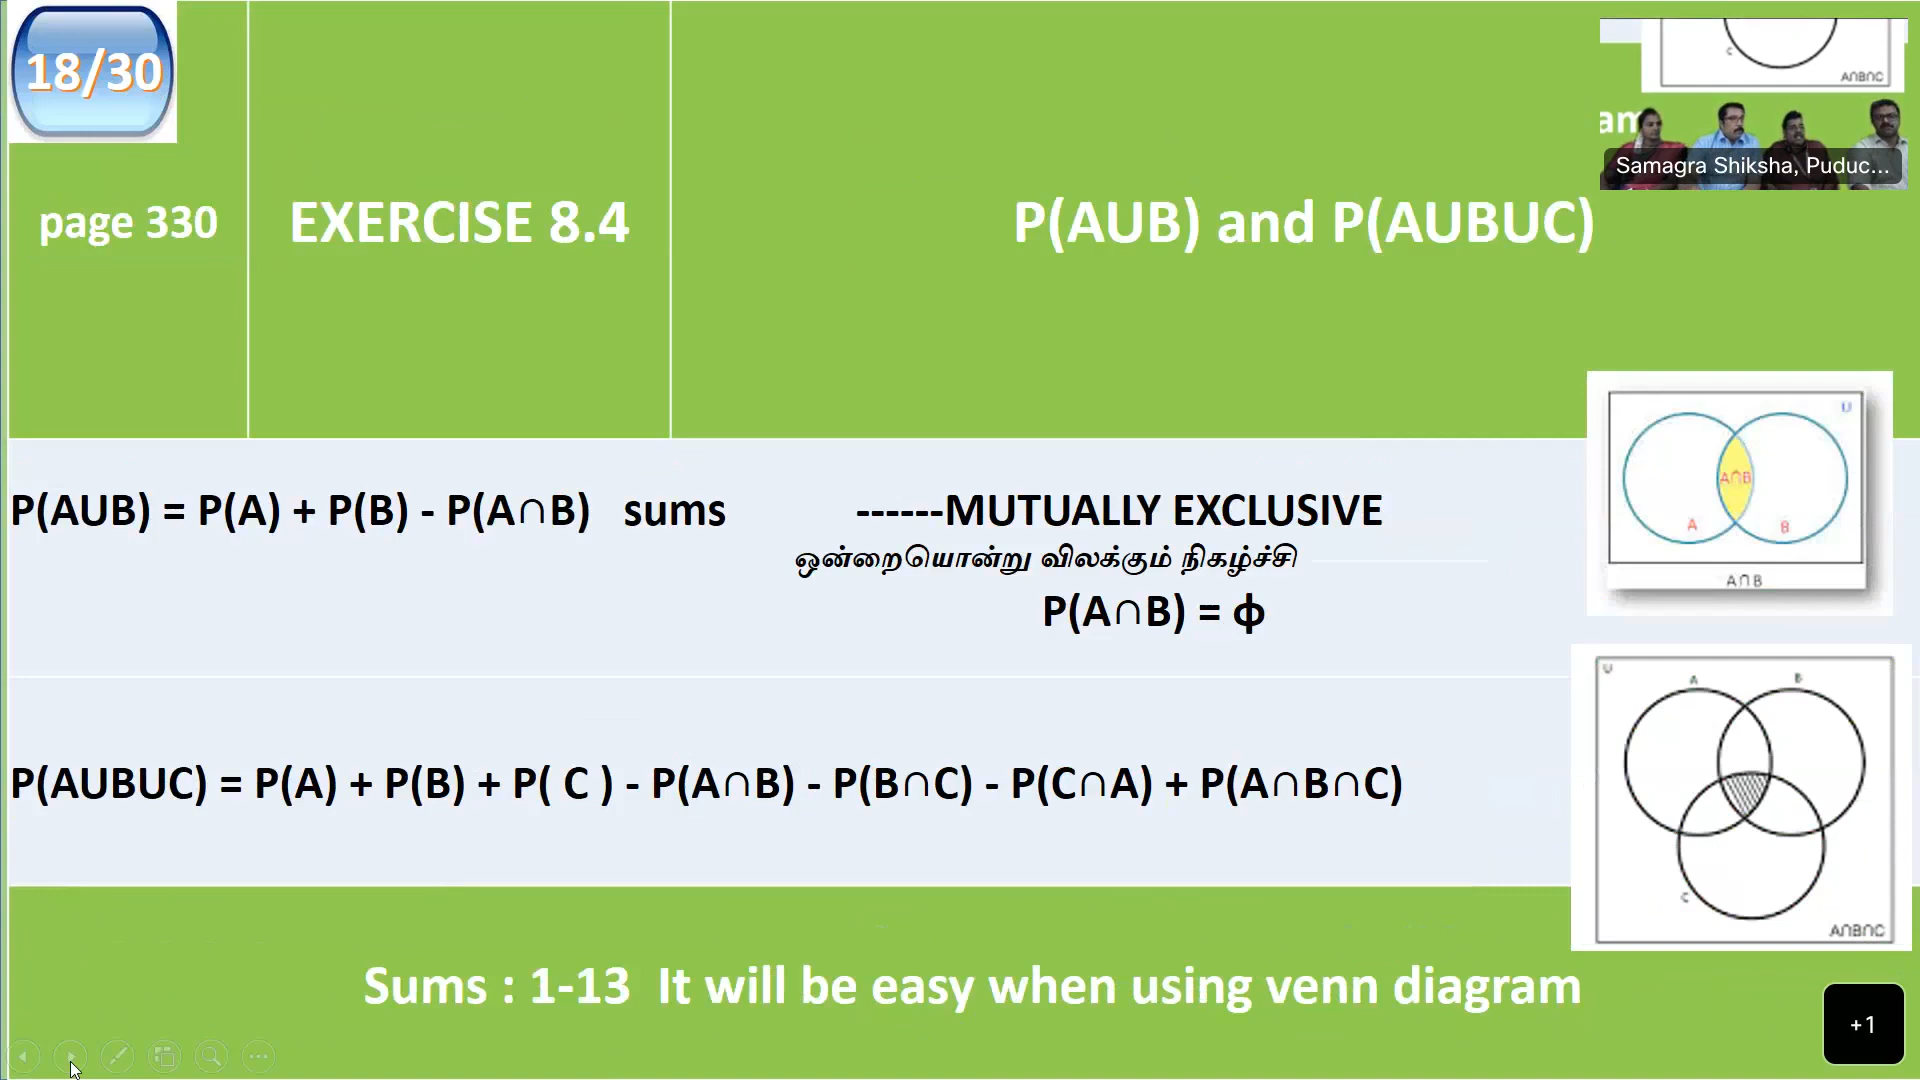 18/30
C
A∩B∩C
am
Samagra Shiksha, Puduc...
page 330
EXERCISE 8.4
P(AUB) and P(AUBUC)
P(AUB) = P(A) + P(B) - P(A∩B)   sums   ------MUTUALLY EXCLUSIVE
ஒன்றையொன்று விலக்கும் நிகழ்ச்சி
P(A∩B) = ф
U
A∩B
A
B
A∩B
P(AUBUC) = P(A) + P(B) + P( C ) - P(A∩B) - P(B∩C) - P(C∩A) + P(A∩B∩C)
U
A
B
C
A∩B∩C
Sums : 1-13  It will be easy when using venn diagram
+1